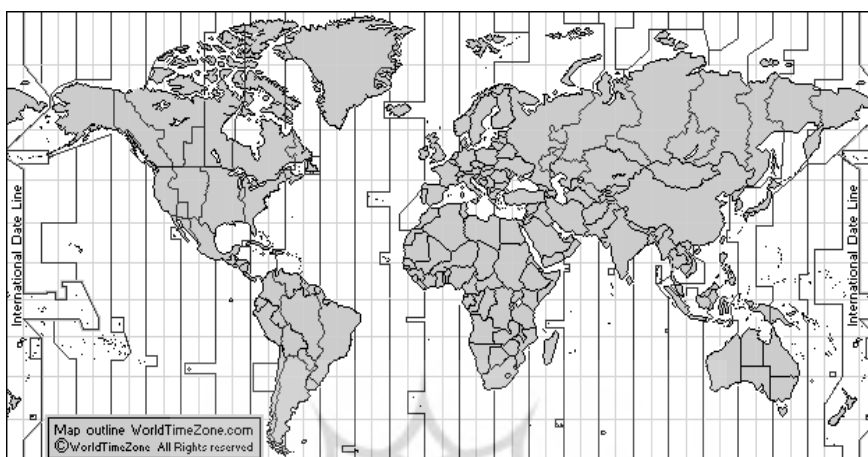 International Date Line
International Date Line
Map outline WorldTimeZone.com
©WorldTimeZone All Rights reserved